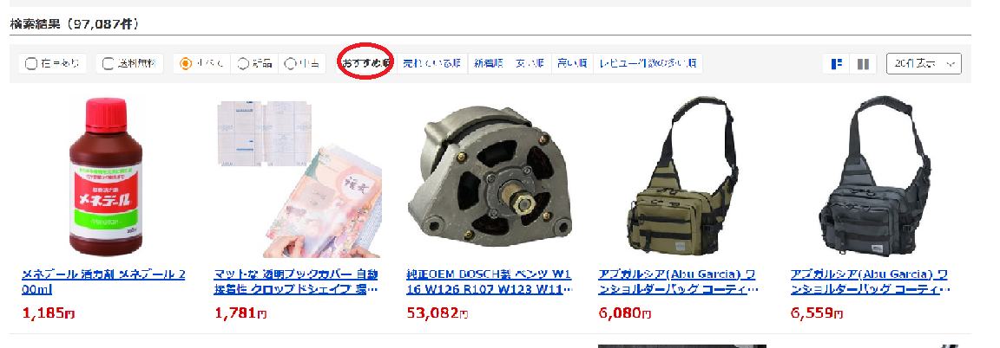 検索結果（97,087件）
在庫あり 送料無料 すべて 新品 中古 おすすめ順 売れている順 新着順 安い順 高い順 レビュー件数の多い順 20件表示
メネデール
メネデール 活力剤 メネデール 2
00ml
1,185円
マットな 透明ブックカバー 自動
接着性 クロップドシェイプ 環…
1,781円
純正OEM BOSCH製 ベンツ W1
16 W126 R107 W123 W11…
53,082円
アブガルシア(Abu Garcia) ワ
ンショルダーバッグ コーティ…
6,080円
アブガルシア(Abu Garcia) ワ
ンショルダーバッグ コーティ…
6,559円